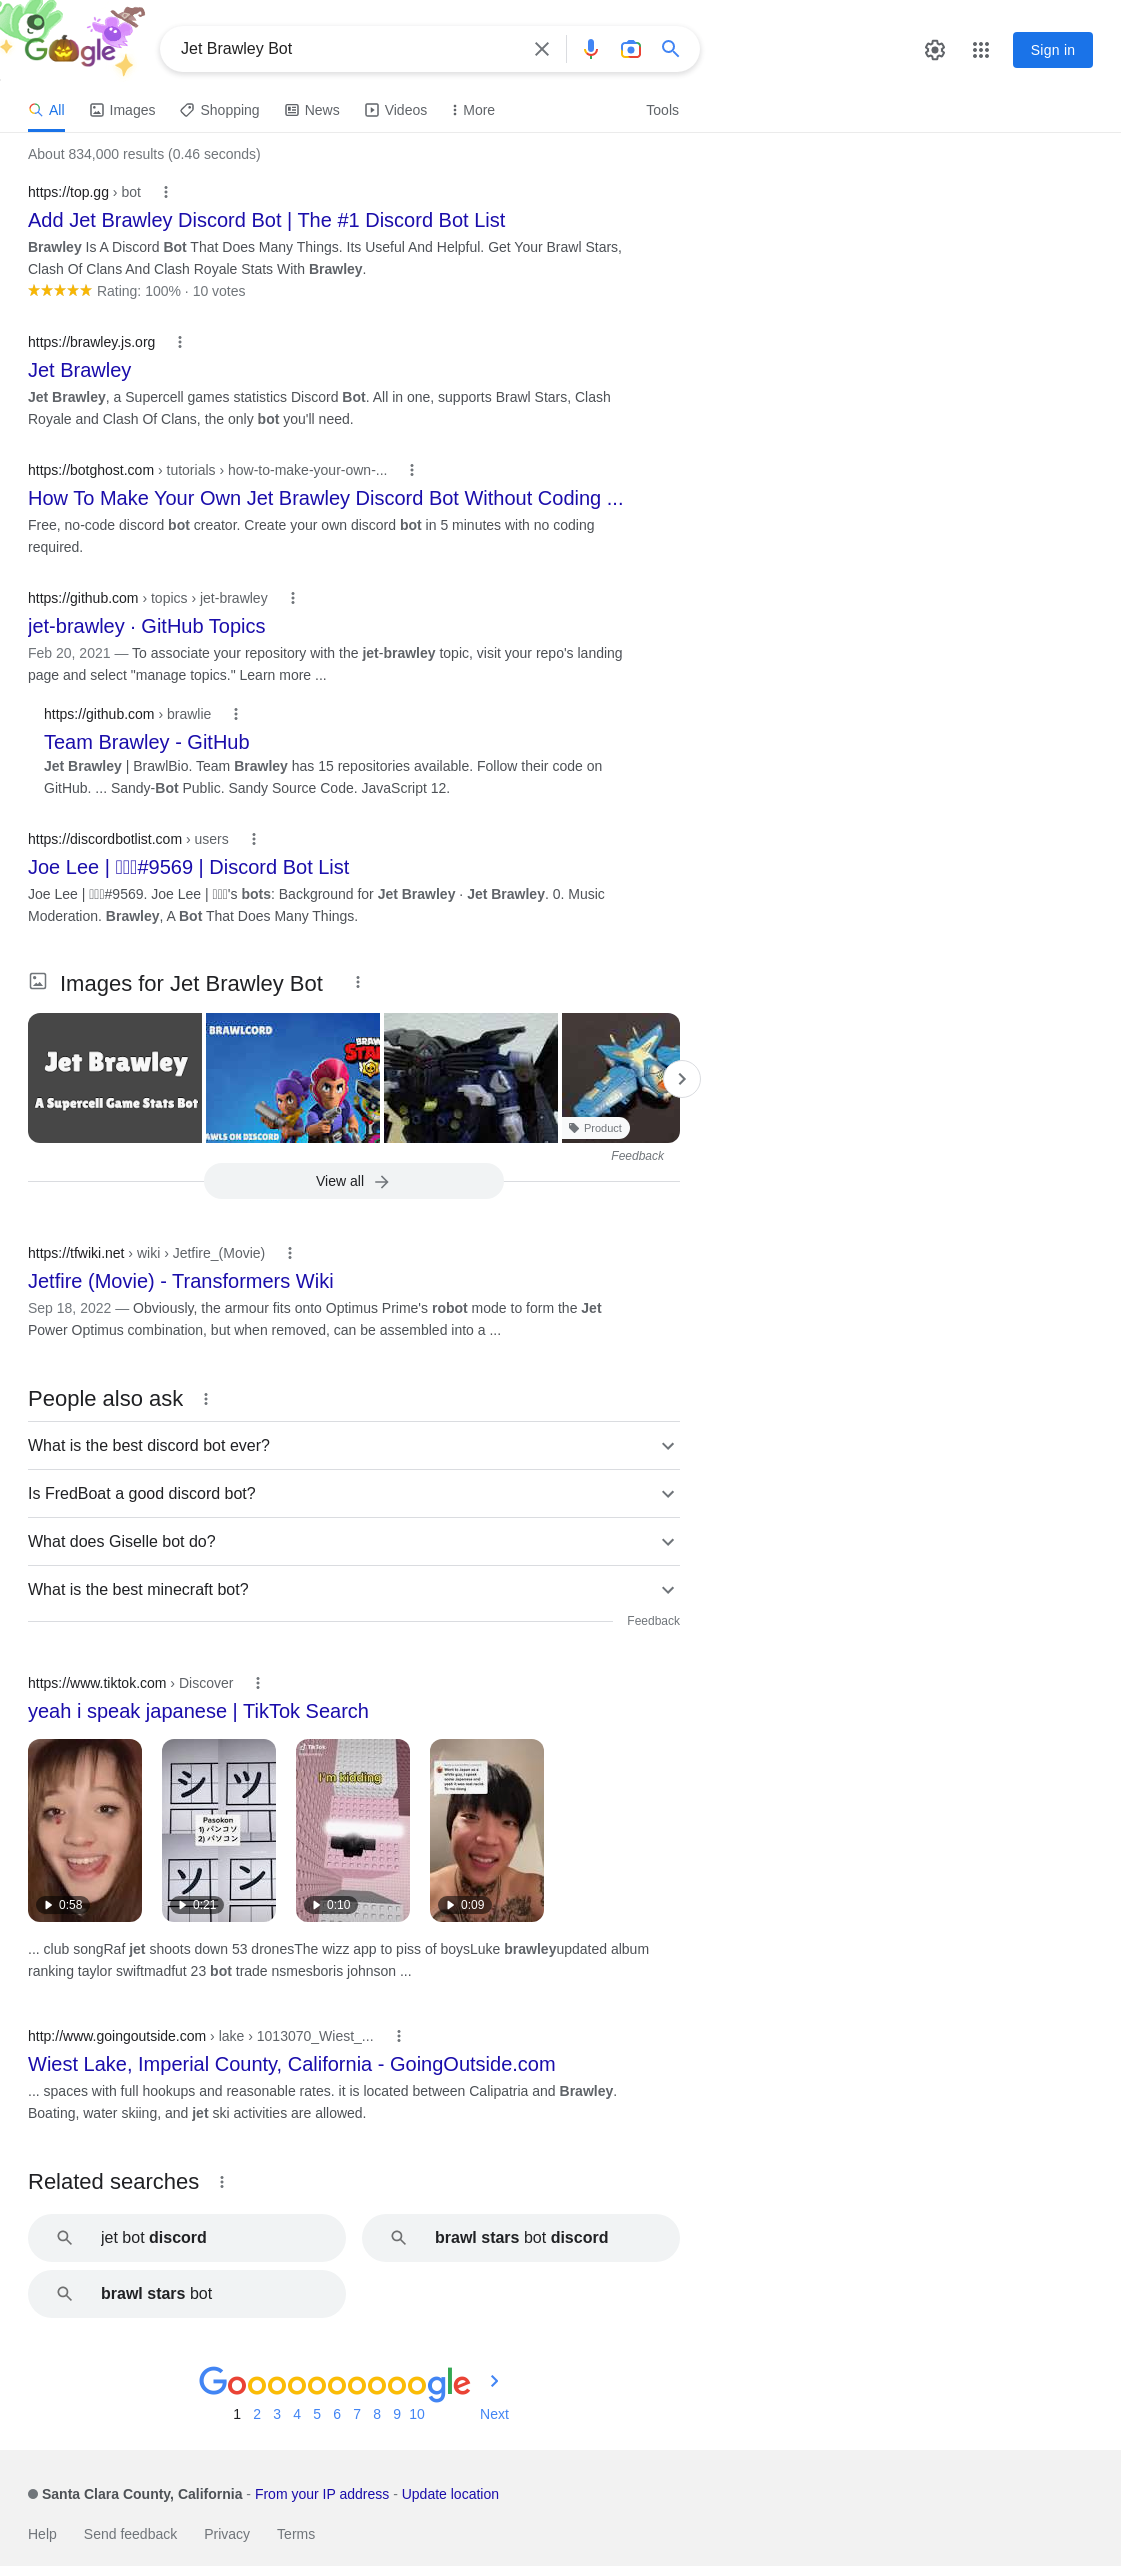 Google
Jet Brawley Bot
Sign in
All Images Shopping News Videos More Tools
About 834,000 results (0.46 seconds)
https://top.gg › bot
Add Jet Brawley Discord Bot | The #1 Discord Bot List
Brawley Is A Discord Bot That Does Many Things. Its Useful And Helpful. Get Your Brawl Stars,
Clash Of Clans And Clash Royale Stats With Brawley.
Rating: 100% · 10 votes
https://brawley.js.org
Jet Brawley
Jet Brawley, a Supercell games statistics Discord Bot. All in one, supports Brawl Stars, Clash
Royale and Clash Of Clans, the only bot you'll need.
https://botghost.com › tutorials › how-to-make-your-own-...
How To Make Your Own Jet Brawley Discord Bot Without Coding ...
Free, no-code discord bot creator. Create your own discord bot in 5 minutes with no coding
required.
https://github.com › topics › jet-brawley
jet-brawley · GitHub Topics
Feb 20, 2021 — To associate your repository with the jet-brawley topic, visit your repo's landing
page and select "manage topics." Learn more ...
https://github.com › brawlie
Team Brawley - GitHub
Jet Brawley | BrawlBio. Team Brawley has 15 repositories available. Follow their code on
GitHub. ... Sandy-Bot Public. Sandy Source Code. JavaScript 12.
https://discordbotlist.com › users
Joe Lee | #9569 | Discord Bot List
Joe Lee | #9569. Joe Lee | 's bots: Background for Jet Brawley · Jet Brawley. 0. Music
Moderation. Brawley, A Bot That Does Many Things.
Images for Jet Brawley Bot
Jet Brawley
A Supercell Game Stats Bot
BRAWLCORD
BRAW
STA
AWLS ON DISCORD
Product
Feedback
View all
https://tfwiki.net › wiki › Jetfire_(Movie)
Jetfire (Movie) - Transformers Wiki
Sep 18, 2022 — Obviously, the armour fits onto Optimus Prime's robot mode to form the Jet
Power Optimus combination, but when removed, can be assembled into a ...
People also ask
What is the best discord bot ever?
Is FredBoat a good discord bot?
What does Giselle bot do?
What is the best minecraft bot?
Feedback
https://www.tiktok.com › Discover
yeah i speak japanese | TikTok Search
シ ツ
Pasokon
1) パンコソ
2) パソコン
ソ ン
TikTok
I'm kidding
0:58 0:21 0:10 0:09
... club songRaf jet shoots down 53 dronesThe wizz app to piss of boysLuke brawleyupdated album
ranking taylor swiftmadfut 23 bot trade nsmesboris johnson ...
http://www.goingoutside.com › lake › 1013070_Wiest_...
Wiest Lake, Imperial County, California - GoingOutside.com
... spaces with full hookups and reasonable rates. it is located between Calipatria and Brawley.
Boating, water skiing, and jet ski activities are allowed.
Related searches
jet bot discord
brawl stars bot discord
brawl stars bot
Goooooooooogle
1 2 3 4 5 6 7 8 9 10 Next
Santa Clara County, California - From your IP address - Update location
Help Send feedback Privacy Terms